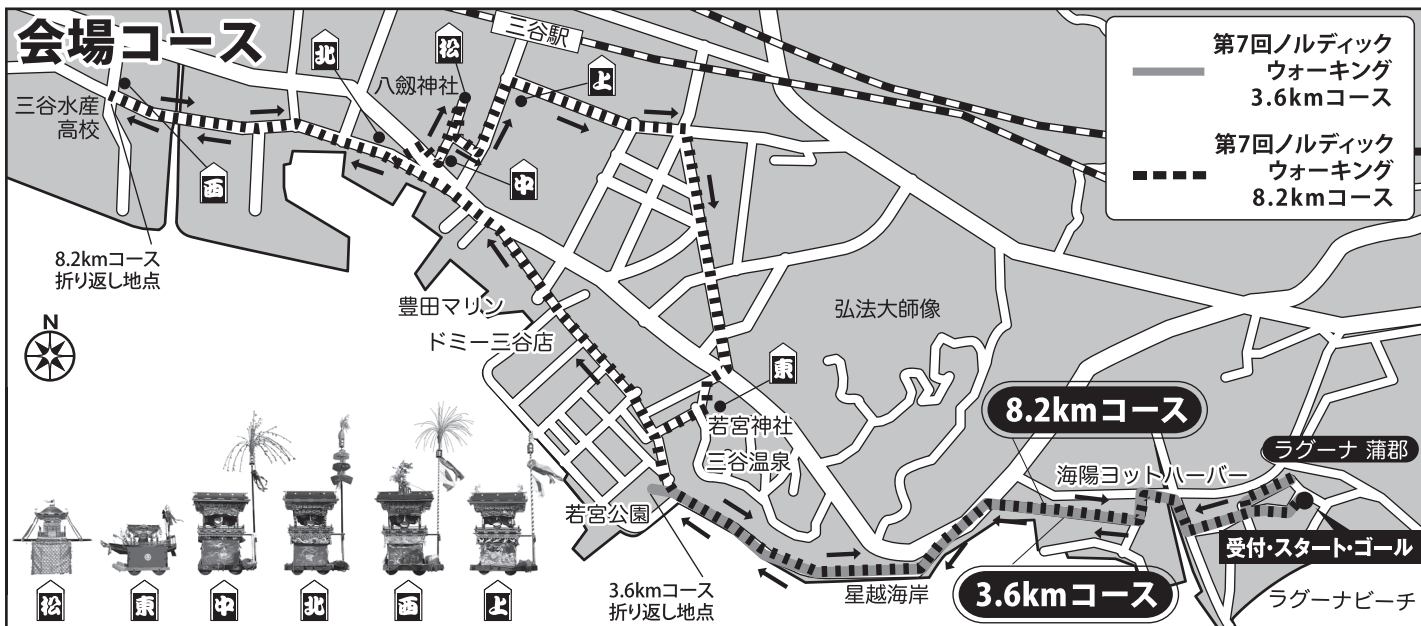 会場コース
三谷駅
北
松
上
八劔神社
三谷水産
高校
西
中
8.2kmコース
折り返し地点
N
豊田マリン
ドミー三谷店
弘法大師像
東
若宮神社
三谷温泉
若宮公園
3.6kmコース
折り返し地点
星越海岸
8.2kmコース
3.6kmコース
海陽ヨットハーバー
ラグーナ 蒲郡
受付・スタート・ゴール
ラグーナビーチ
第7回ノルディック
ウォーキング
3.6kmコース
第7回ノルディック
ウォーキング
8.2kmコース
松
東
中
北
西
上